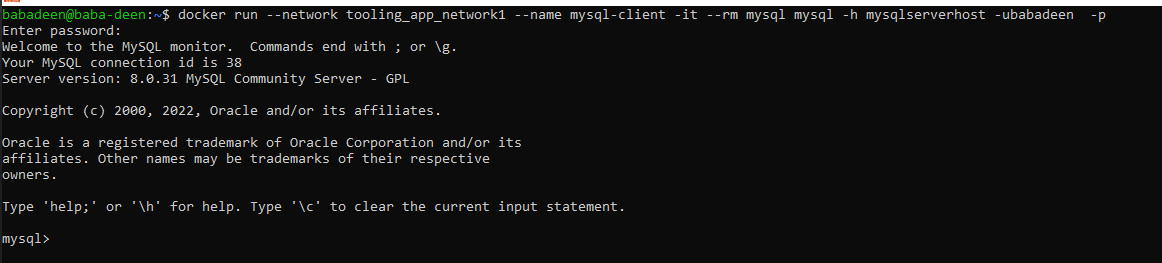 babadeen@baba-deen:~$ docker run --network tooling_app_network1 --name mysql-client -it --rm mysql mysql -h mysqlserverhost -ubabadeen  -p
Enter password:
Welcome to the MySQL monitor.  Commands end with ; or \g.
Your MySQL connection id is 38
Server version: 8.0.31 MySQL Community Server - GPL
Copyright (c) 2000, 2022, Oracle and/or its affiliates.
Oracle is a registered trademark of Oracle Corporation and/or its
affiliates. Other names may be trademarks of their respective
owners.
Type 'help;' or '\h' for help. Type '\c' to clear the current input statement.
mysql>